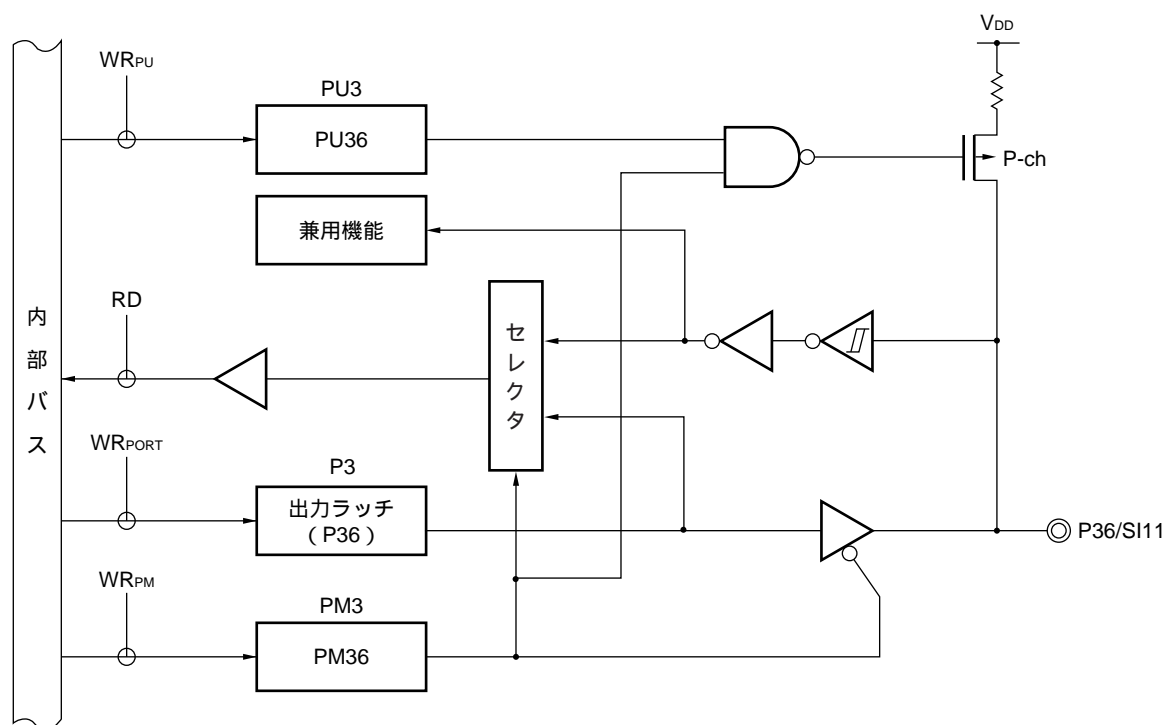 VDD
WRPU
PU3
PU36
P-ch
兼用機能
RD
内部バス
セレクタ
WRPORT
P3
出力ラッチ
（P36）
P36/SI11
WRPM
PM3
PM36